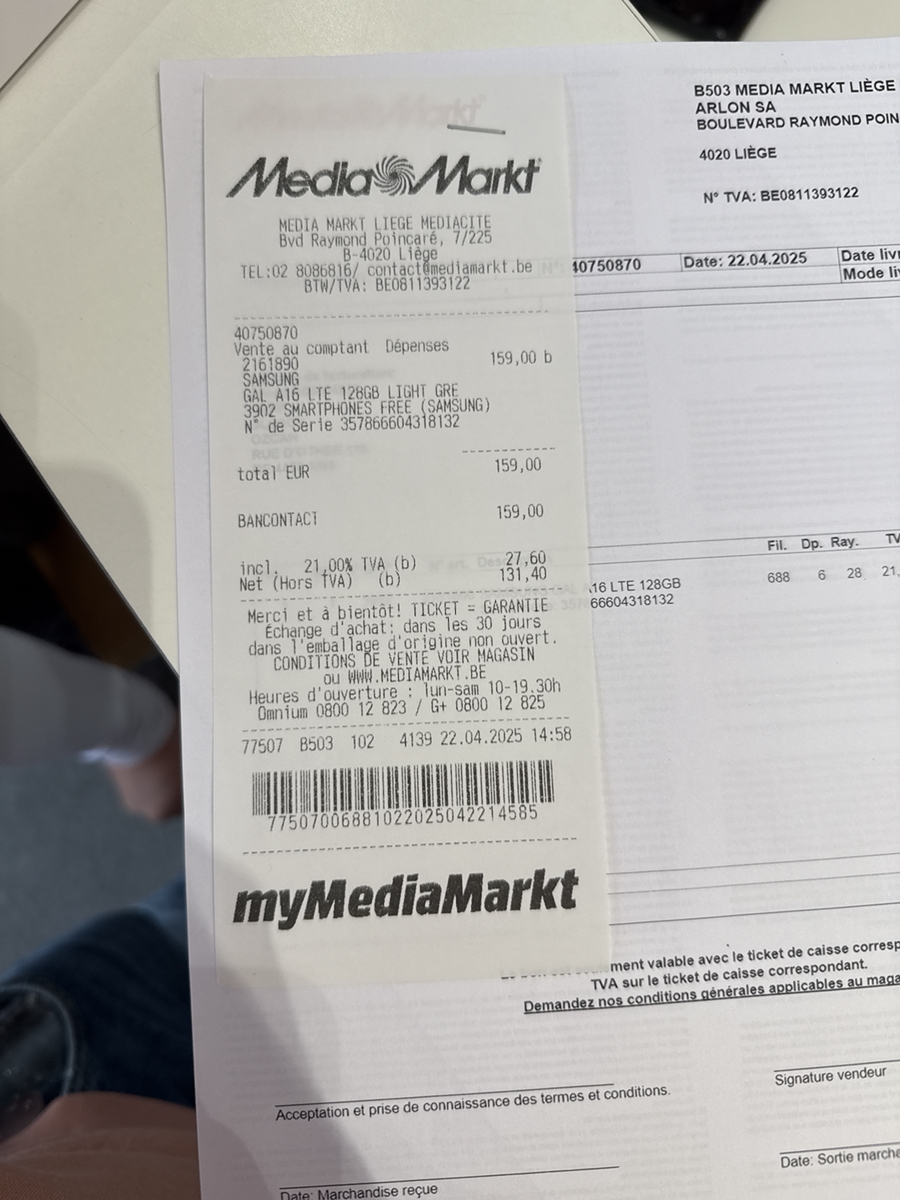 Media Markt
MEDIA MARKT LIEGE MEDIACITE
Bvd Raymond Poincaré, 7/225
B-4020 Liège
TEL:02 8086816/ contact@mediamarkt.be
BTW/TVA: BE0811393122
40750870
Vente au comptant Dépenses
2161890 159,00 b
SAMSUNG
GAL A16 LTE 128GB LIGHT GRE
3902 SMARTPHONES FREE (SAMSUNG)
N° de Serie 357866604318132
total EUR 159,00
BANCONTACT 159,00
incl. 21,00% TVA (b) 27,60
Net (Hors TVA) (b) 131,40
Merci et à bientôt! TICKET = GARANTIE
Échange d'achat: dans les 30 jours
dans l'emballage d'origine non ouvert.
CONDITIONS DE VENTE VOIR MAGASIN
ou WWW.MEDIAMARKT.BE
Heures d'ouverture : lun-sam 10-19.30h
Omnium 0800 12 823 / G+ 0800 12 825
77507 B503 102 4139 22.04.2025 14:58
77507006881022025042214585
myMediaMarkt
B503 MEDIA MARKT LIÈGE
ARLON SA
BOULEVARD RAYMOND POIN
4020 LIÈGE
N° TVA: BE0811393122
40750870 Date: 22.04.2025 Date livr
Mode liv
Fil. Dp. Ray. TV
A16 LTE 128GB 688 6 28 21,
66604318132
ment valable avec le ticket de caisse corresp
TVA sur le ticket de caisse correspondant.
Demandez nos conditions générales applicables au maga
Signature vendeur
Acceptation et prise de connaissance des termes et conditions.
Date: Sortie marcha
Date: Marchandise reçue